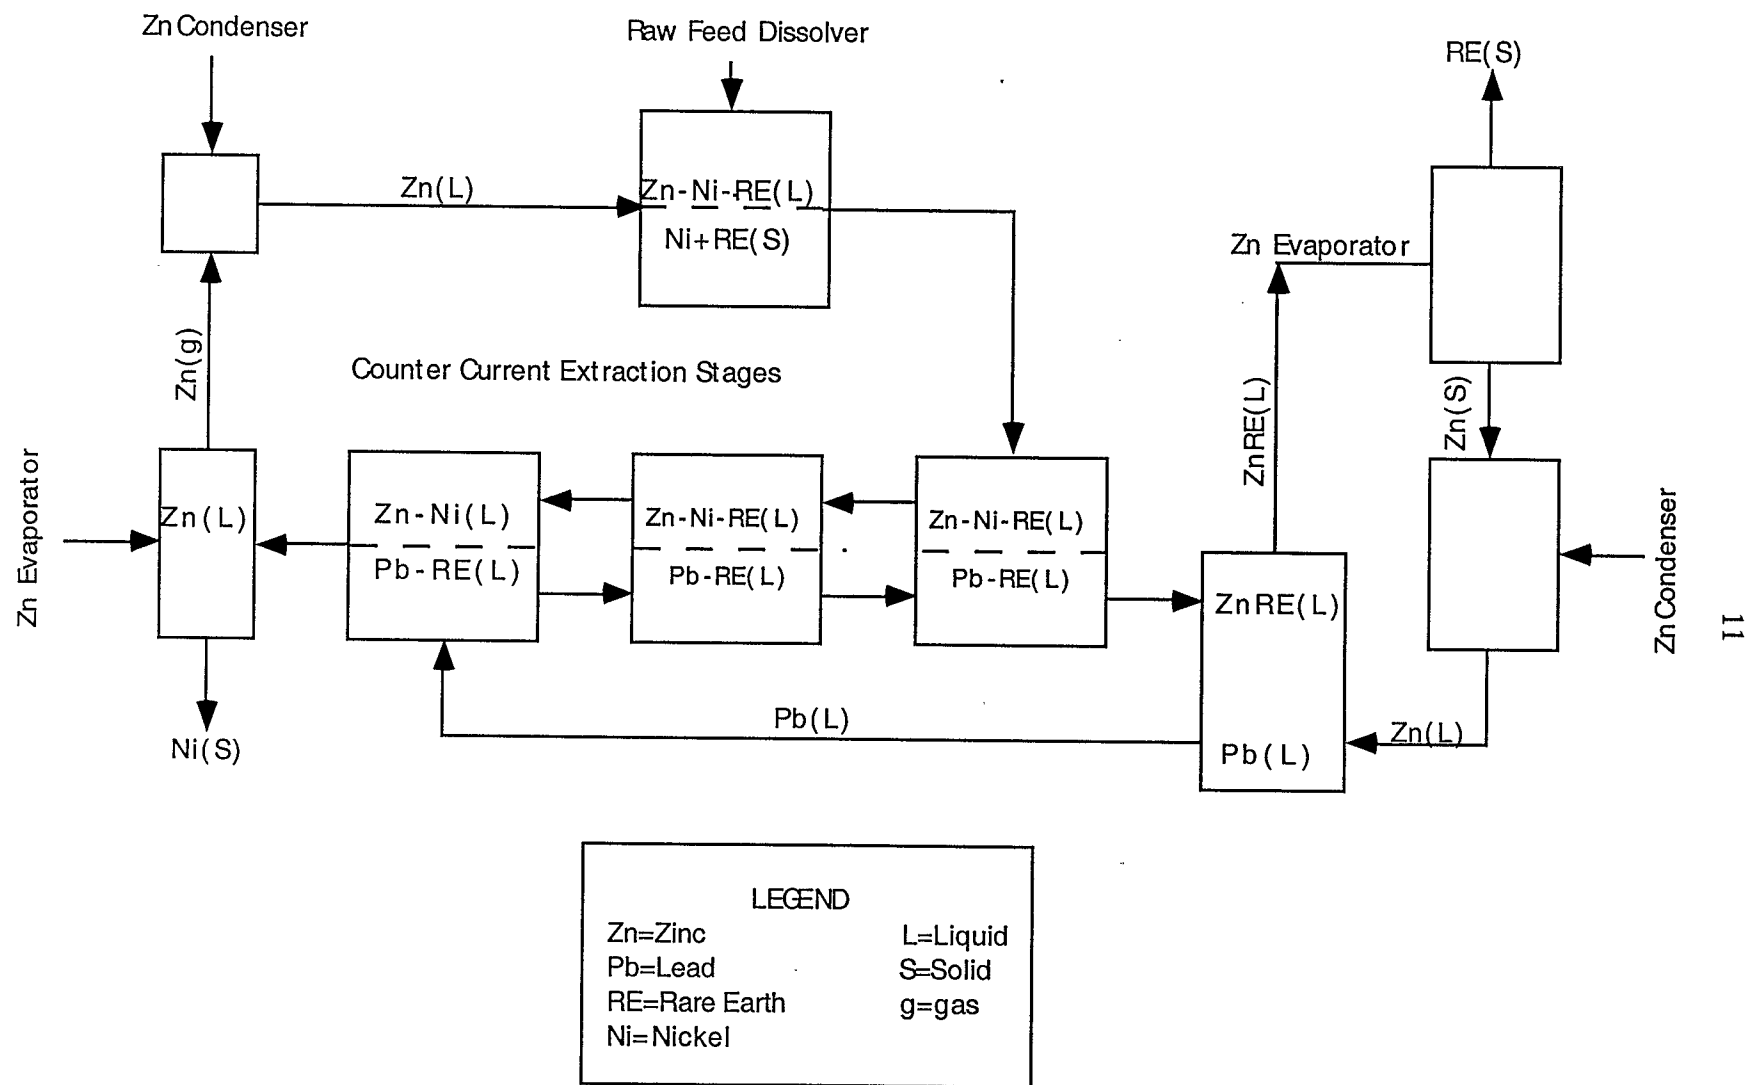 Zn Condenser
Raw Feed Dissolver
RE(S)
Zn(L)
Zn-Ni-RE(L)
Ni+RE(S)
Zn Evaporator
Zn(g)
Counter Current Extraction Stages
ZnRE(L)
Zn(S)
Zn Evaporator
Zn(L)
Zn-Ni(L)
Pb-RE(L)
Zn-Ni-RE(L)
Pb-RE(L)
Zn-Ni-RE(L)
Pb-RE(L)
ZnRE(L)
Pb(L)
Zn Condenser
11
Ni(S)
Pb(L)
Zn(L)
LEGEND
Zn=Zinc
L=Liquid
Pb=Lead
S=Solid
RE=Rare Earth
g=gas
Ni=Nickel